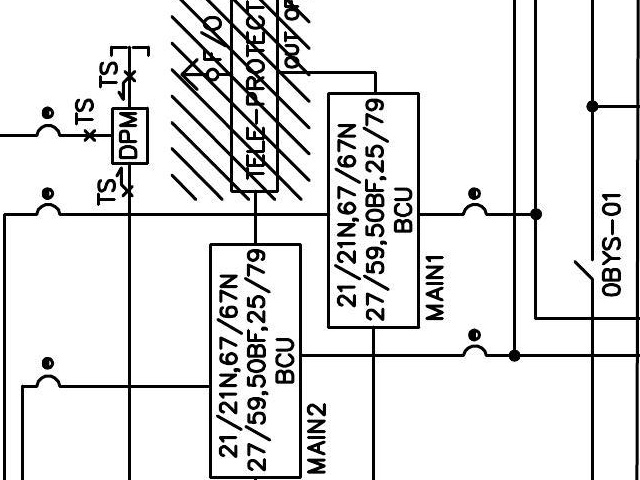 F/O
TELE-PROTECT
OUT OF
TS
TS
DPM
TS
21/21N,67/67N
27/59,50BF,25/79
BCU
MAIN1
0BYS-01
21/21N,67/67N
27/59,50BF,25/79
BCU
MAIN2